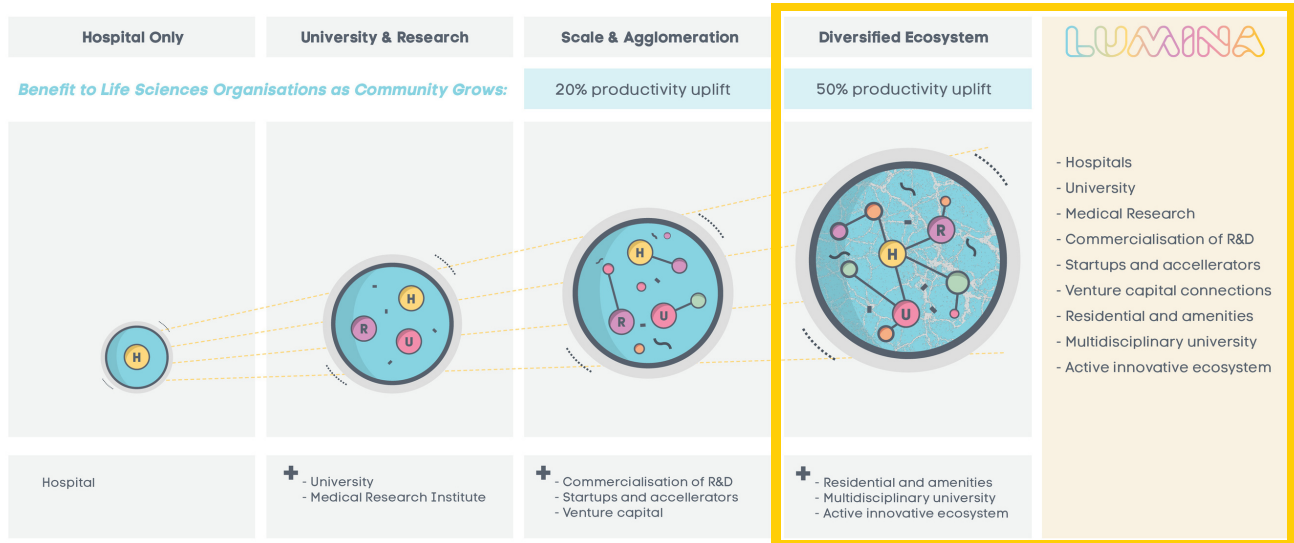 Hospital Only
University & Research
Scale & Agglomeration
Diversified Ecosystem
LUMINA
Benefit to Life Sciences Organisations as Community Grows:
20% productivity uplift
50% productivity uplift
H
H
R
U
H
R
U
H
R
U
- Hospitals
- University
- Medical Research
- Commercialisation of R&D
- Startups and accellerators
- Venture capital connections
- Residential and amenities
- Multidisciplinary university
- Active innovative ecosystem
Hospital
+
- University
- Medical Research Institute
+
- Commercialisation of R&D
- Startups and accellerators
- Venture capital
+
- Residential and amenities
- Multidisciplinary university
- Active innovative ecosystem